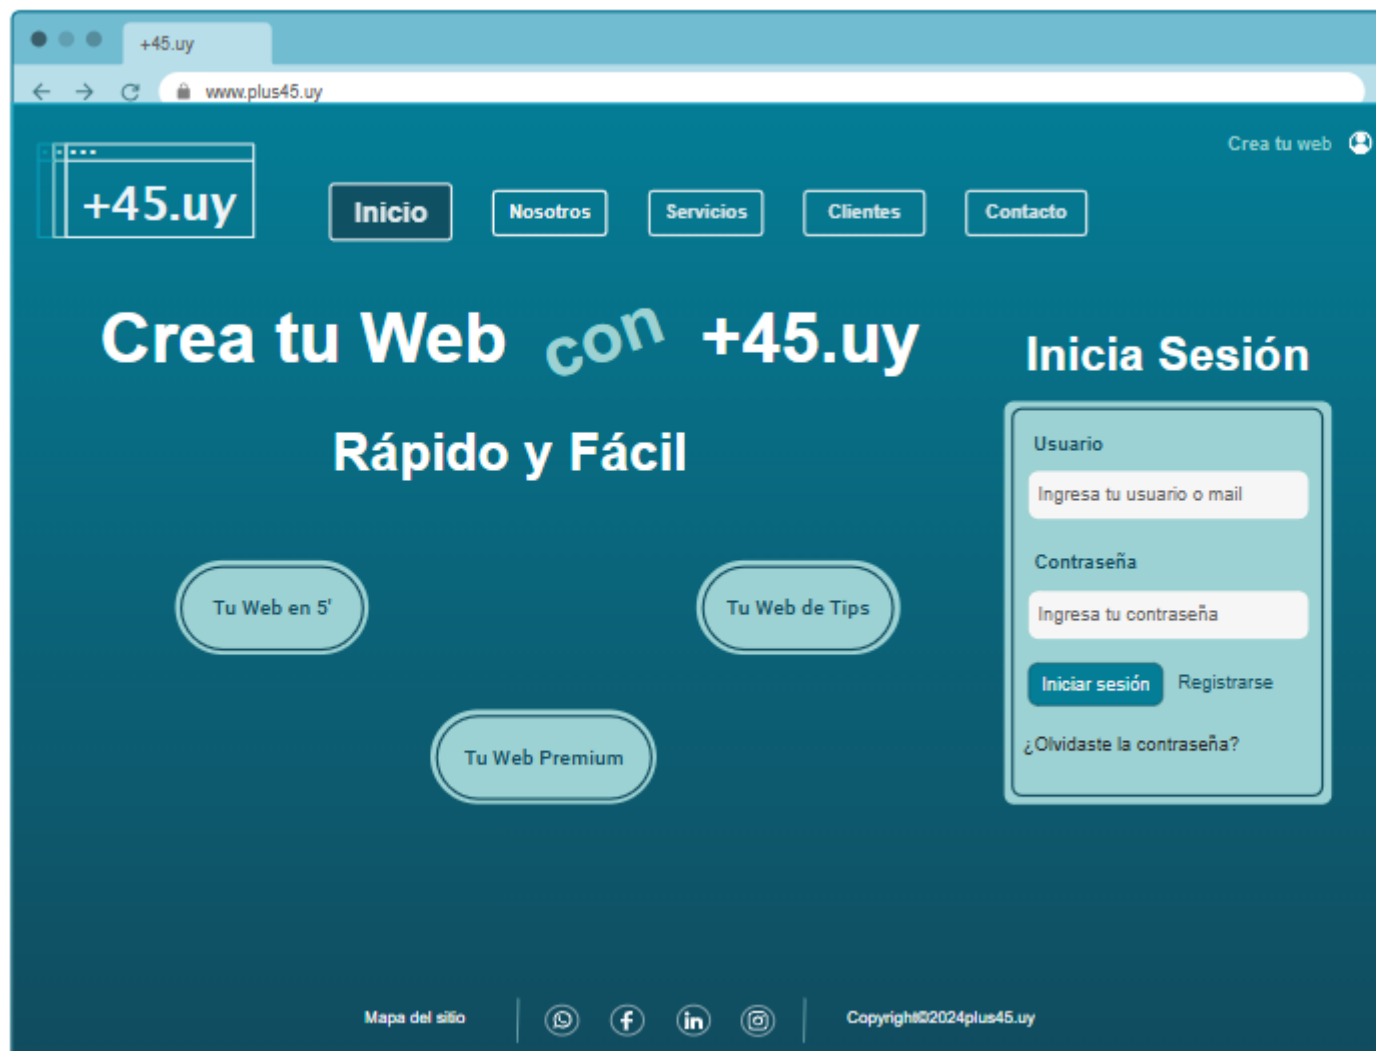 +45.uy
www.plus45.uy
Crea tu web
+45.uy
Inicio
Nosotros
Servicios
Clientes
Contacto
Crea tu Web con +45.uy
Rápido y Fácil
Tu Web en 5'
Tu Web de Tips
Tu Web Premium
Inicia Sesión
Usuario
Ingresa tu usuario o mail
Contraseña
Ingresa tu contraseña
Iniciar sesión Registrarse
¿Olvidaste la contraseña?
Mapa del sitio
f
in
Copyright©2024plus45.uy